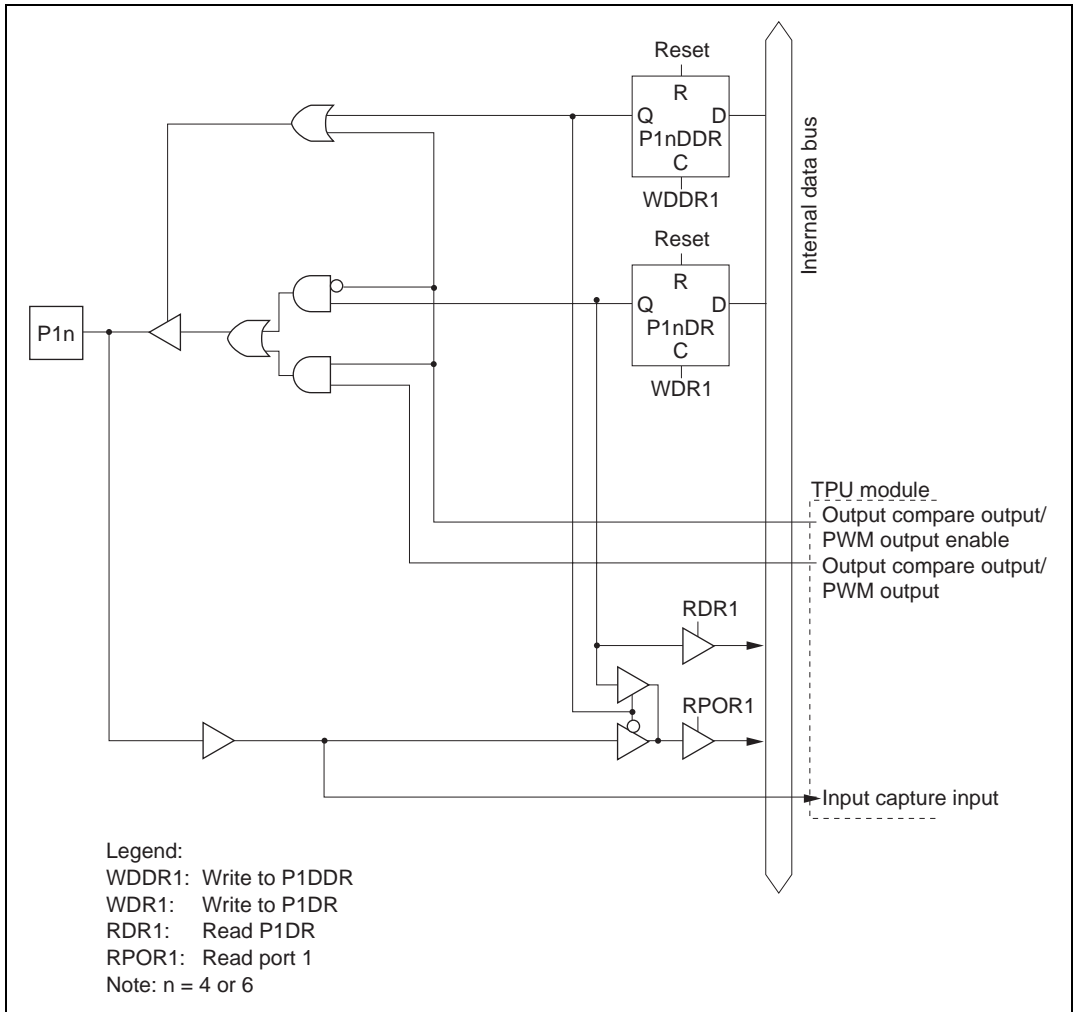 Reset
R
Q D
P1nDDR
C
WDDR1
Reset
R
Q D
P1nDR
C
WDR1
Internal data bus
P1n
TPU module
Output compare output/
PWM output enable
Output compare output/
PWM output
RDR1
RPOR1
Input capture input
Legend:
WDDR1: Write to P1DDR
WDR1: Write to P1DR
RDR1: Read P1DR
RPOR1: Read port 1
Note: n = 4 or 6